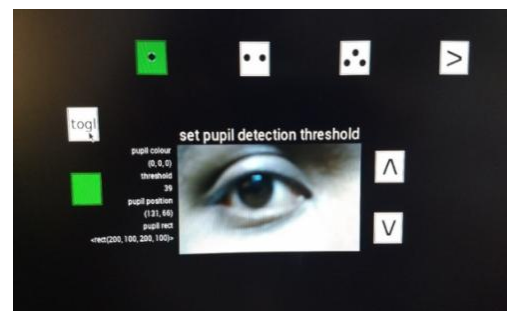 >
togl
set pupil detection threshold
pupil colour
(0, 0, 0)
threshold
39
pupil position
(131, 66)
pupil rect
<rect(200, 100, 200, 100)>
Λ
V